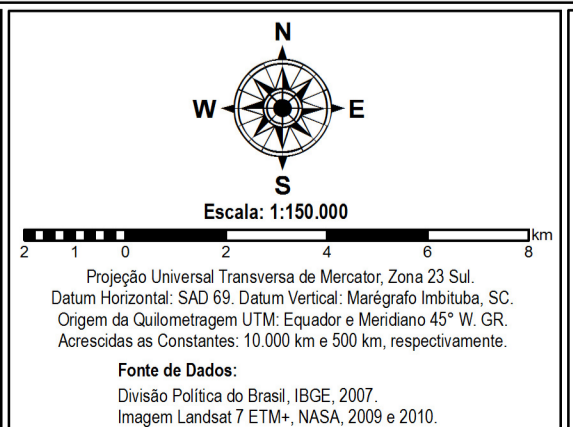 N
W E
S
Escala: 1:150.000
km
2 1 0 2 4 6 8
Projeção Universal Transversa de Mercator, Zona 23 Sul.
Datum Horizontal: SAD 69. Datum Vertical: Marégrafo Imbituba, SC.
Origem da Quilometragem UTM: Equador e Meridiano 45° W. GR.
Acrescidas as Constantes: 10.000 km e 500 km, respectivamente.
Fonte de Dados:
Divisão Política do Brasil, IBGE, 2007.
Imagem Landsat 7 ETM+, NASA, 2009 e 2010.